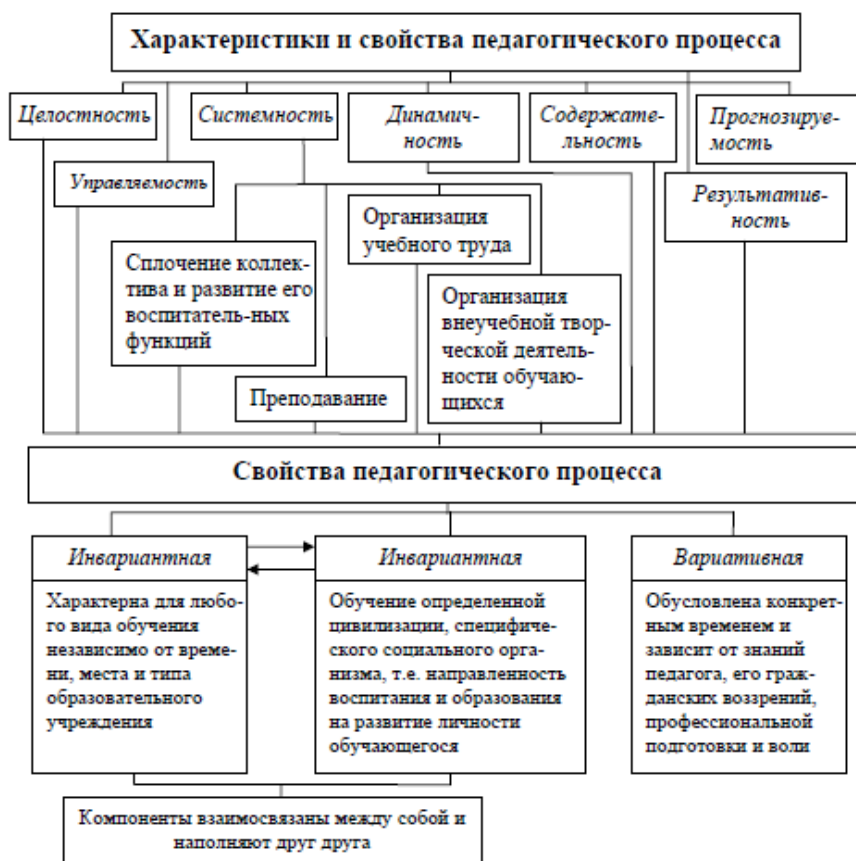 Характеристики и свойства педагогического процесса
Целостность
Системность
Динамич-
ность
Содержате-
льность
Прогнозируе-
мость
Управляемость
Результатив-
ность
Организация
учебного труда
Сплочение коллек-
тива и развитие его
воспитатель-ных
функций
Организация
внеучебной твор-
ческой деятель-
ности обучаю-
щихся
Преподавание
Свойства педагогического процесса
Инвариантная
Характерна для любо-
го вида обучения
независимо от време-
ни, места и типа
образовательного
учреждения
Инвариантная
Обучение определенной
цивилизации, специфичес-
кого социального орга-
низма, т.е. направленность
воспитания и образования
на развитие личности
обучающегося
Вариативная
Обусловлена конкрет-
ным временем и
зависит от знаний
педагога, его граж-
данских воззрений,
профессиональной
подготовки и воли
Компоненты взаимосвязаны между собой и
наполняют друг друга